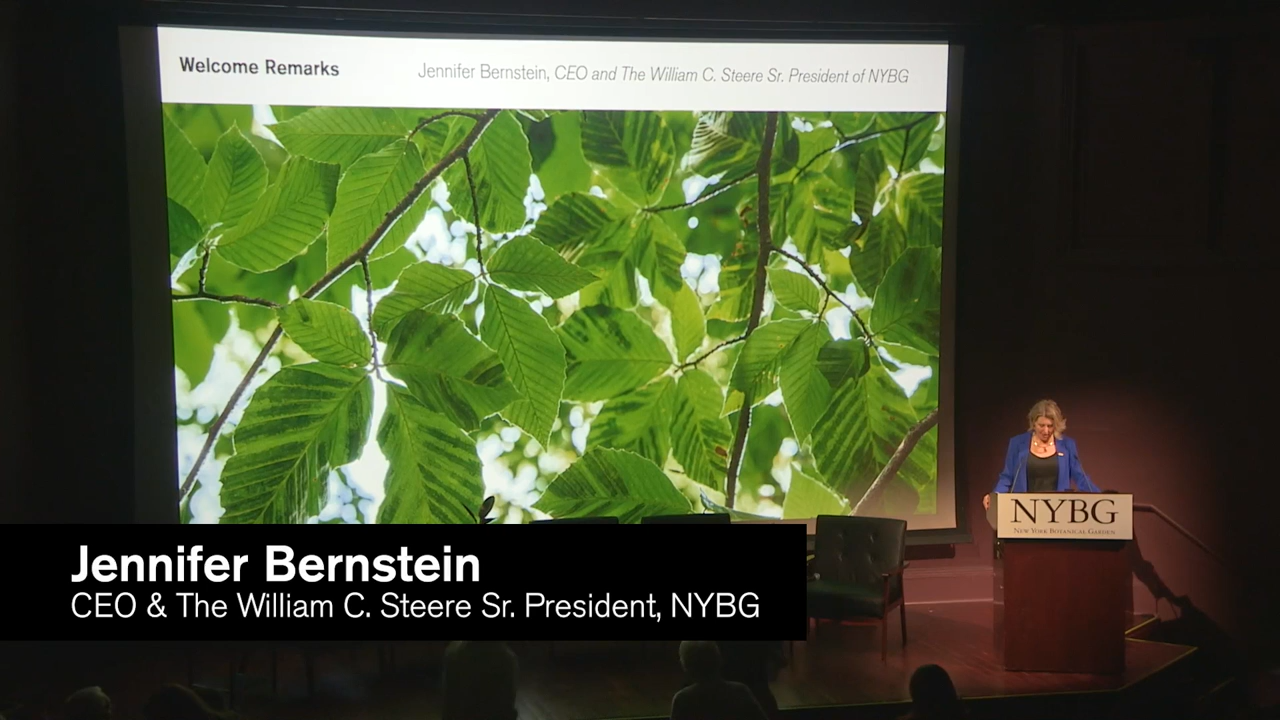 Welcome Remarks
Jennifer Bernstein, CEO and The William C. Steere Sr. President of NYBG
NYBG
New York Botanical Garden
Jennifer Bernstein
CEO & The William C. Steere Sr. President, NYBG